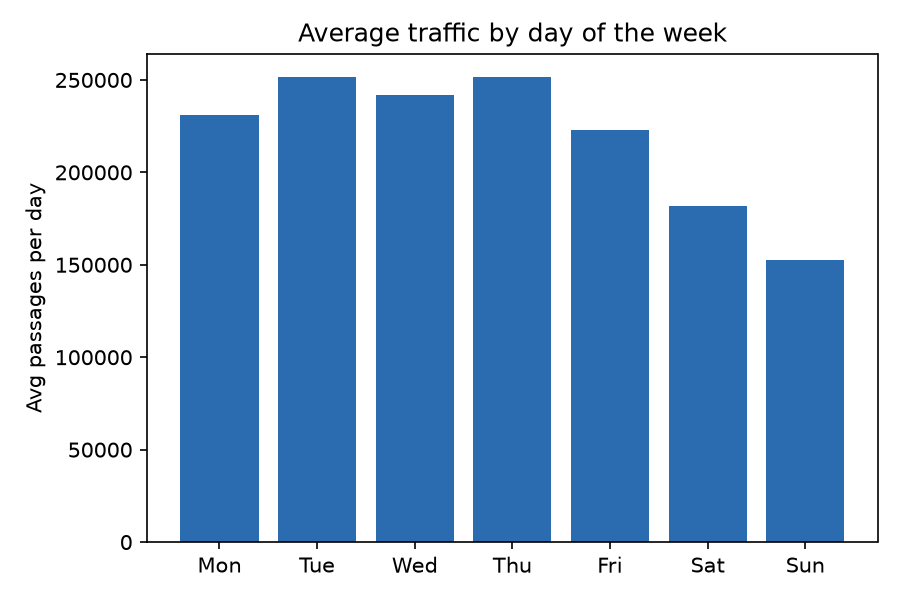 Average traffic by day of the week
Avg passages per day
250000
200000
150000
100000
50000
0
Mon Tue Wed Thu Fri Sat Sun